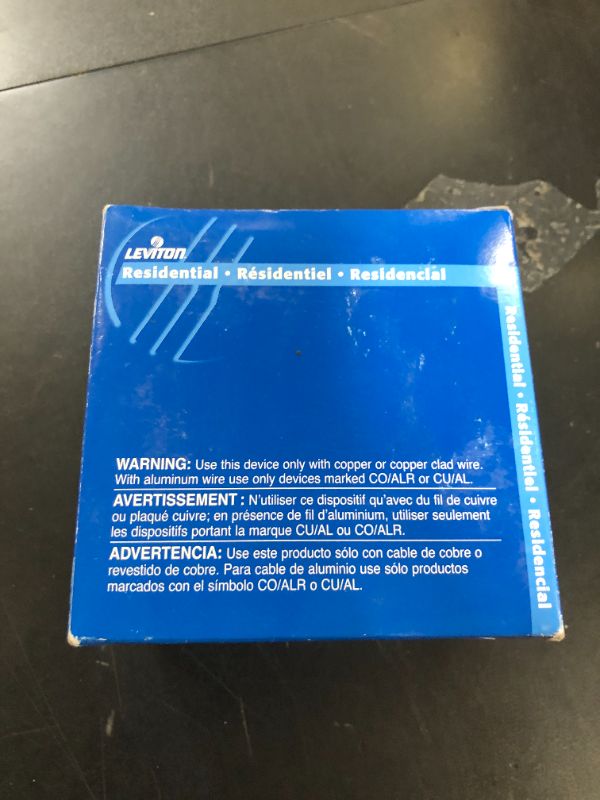 LEVITON
Residential • Résidentiel • Residencial
Residential • Résidentiel • Residencial
WARNING: Use this device only with copper or copper clad wire.
With aluminum wire use only devices marked CO/ALR or CU/AL.
AVERTISSEMENT : N'utiliser ce dispositif qu'avec du fil de cuivre
ou plaqué cuivre; en présence de fil d'aluminium, utiliser seulement
les dispositifs portant la marque CU/AL ou CO/ALR.
ADVERTENCIA: Use este producto sólo con cable de cobre o
revestido de cobre. Para cable de aluminio use sólo productos
marcados con el símbolo CO/ALR o CU/AL.